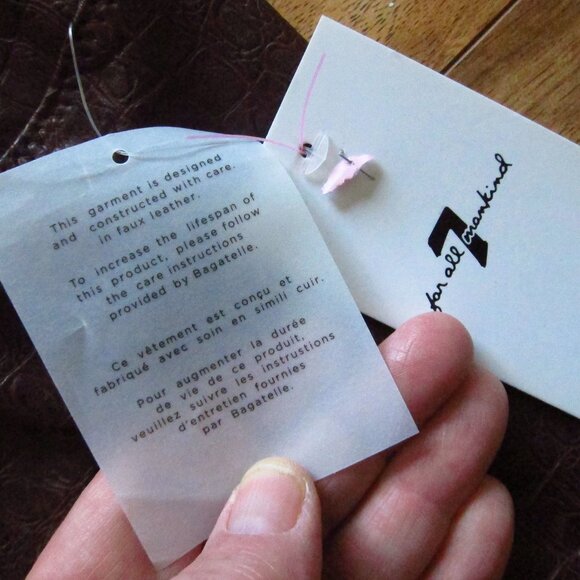 This garment is designed
and constructed with care.
in faux leather.
To increase the lifespan of
this product, please follow
the care instructions
provided by Bagatelle.
Ce vêtement est conçu et
fabriqué avec soin en simili cuir.
Pour augmenter la durée
de vie de ce produit,
veuillez suivre les instrustions
d'entretien fournies
par Bagatelle.
for all 7 mankind